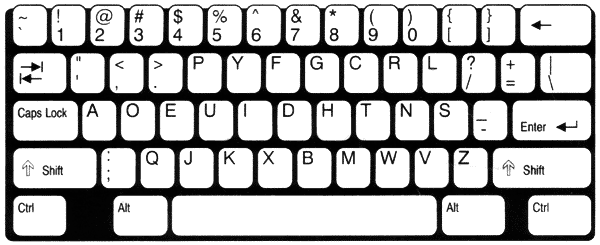 ~ ! @ # $ % ^ & * ( ) { } ←
` 1 2 3 4 5 6 7 8 9 0 [ ]
" < > P Y F G C R L ? + |
' , . / = \
Caps Lock A O E U I D H T N S _ Enter
-
Shift : Q J K X B M W V Z Shift
;
Ctrl Alt Alt Ctrl